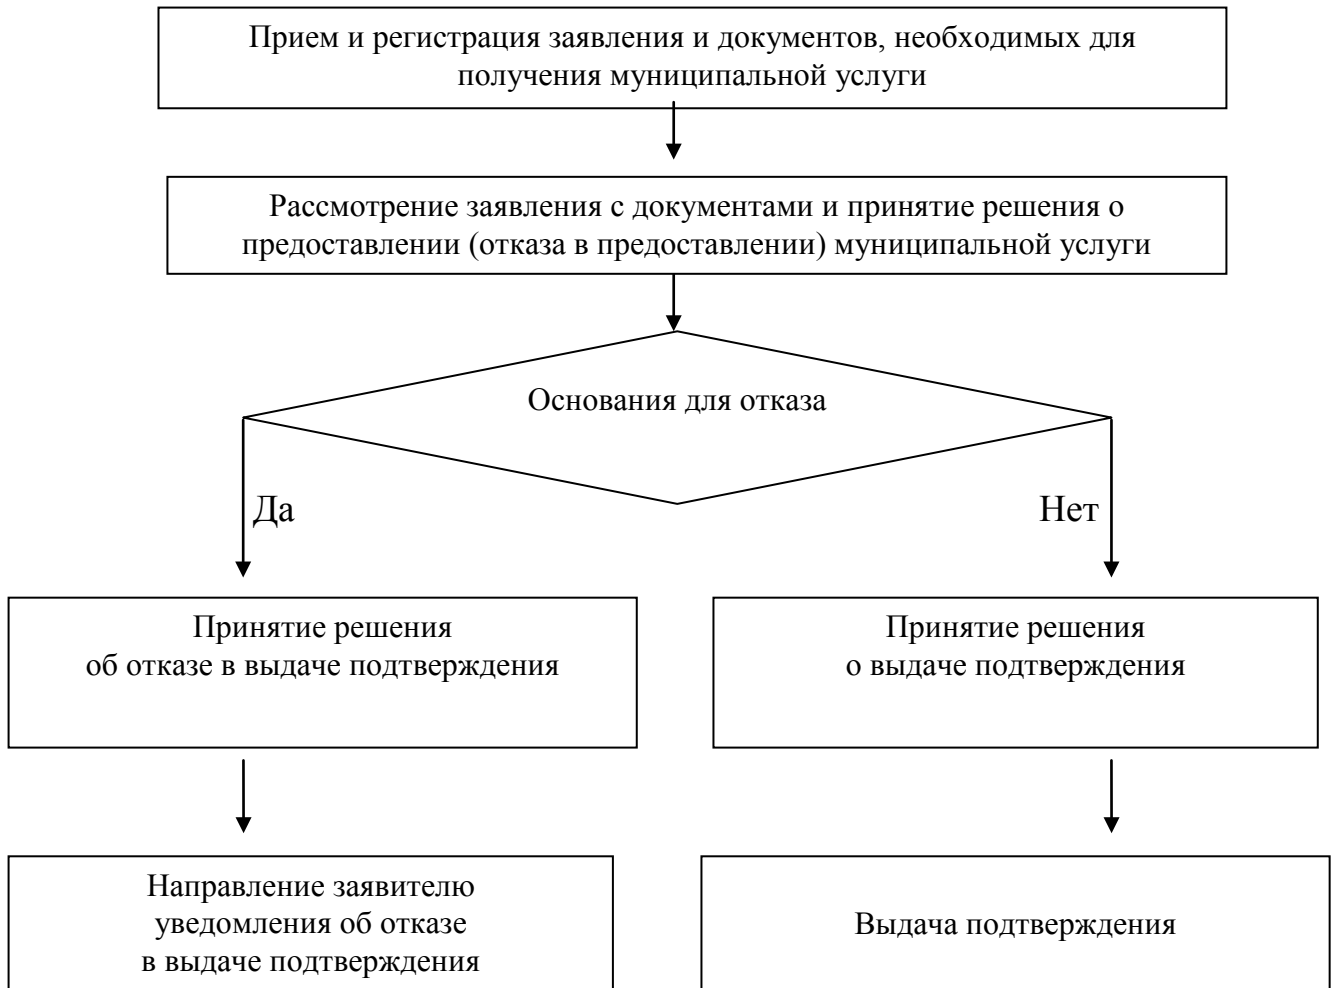 Прием и регистрация заявления и документов, необходимых для
получения муниципальной услуги
Рассмотрение заявления с документами и принятие решения о
предоставлении (отказа в предоставлении) муниципальной услуги
Основания для отказа
Да
Нет
Принятие решения
об отказе в выдаче подтверждения
Принятие решения
о выдаче подтверждения
Направление заявителю
уведомления об отказе
в выдаче подтверждения
Выдача подтверждения